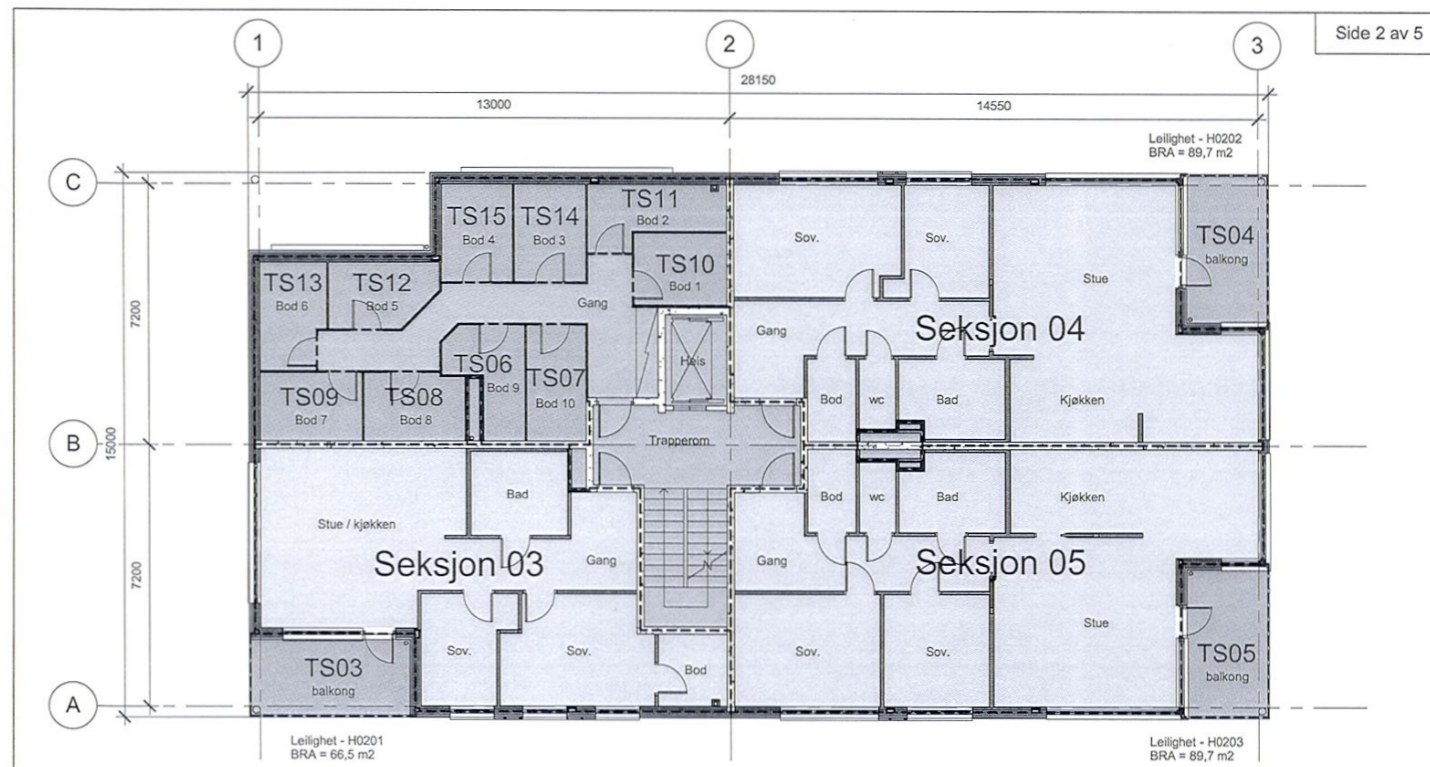 Side 2 av 5
1
2
3
28150
13000
14550
Leilighet - H0202
BRA = 89,7 m2
C
B
A
15000
7200
7200
TS15
Bod 4
TS14
Bod 3
TS11
Bod 2
TS10
Bod 1
TS13
Bod 6
TS12
Bod 5
Gang
TS06
Bod 9
TS07
Bod 10
TS09
Bod 7
TS08
Bod 8
Heis
Trapperom
Sov.
Sov.
Stue
TS04
balkong
Gang
Seksjon 04
Bod
wc
Bad
Kjøkken
Stue / kjøkken
Bad
Seksjon 03
Gang
Sov.
Sov.
Bod
TS03
balkong
Bod
wc
Bad
Kjøkken
Gang
Seksjon 05
Sov.
Sov.
Stue
TS05
balkong
Leilighet - H0201
BRA = 66,5 m2
Leilighet - H0203
BRA = 89,7 m2